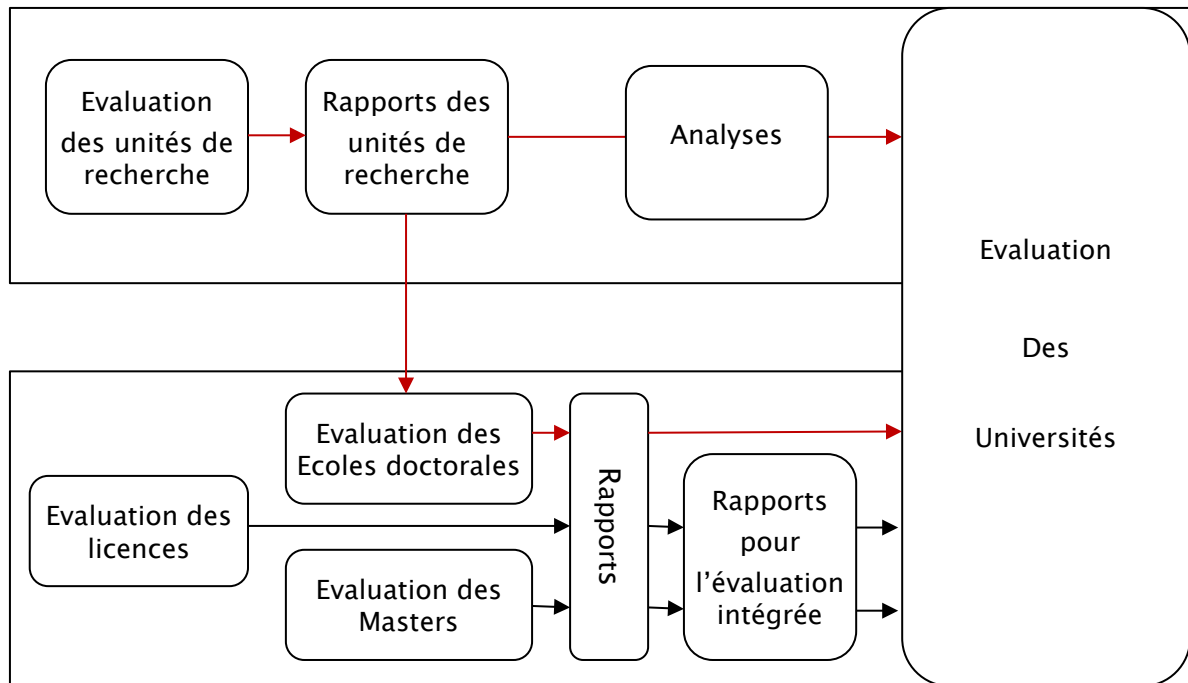 Evaluation
des unités de
recherche
Rapports des
unités de
recherche
Analyses
Evaluation
Des
Universités
Evaluation des
Ecoles doctorales
Evaluation des
licences
Evaluation des
Masters
Rapports
Rapports
pour
l'évaluation
intégrée